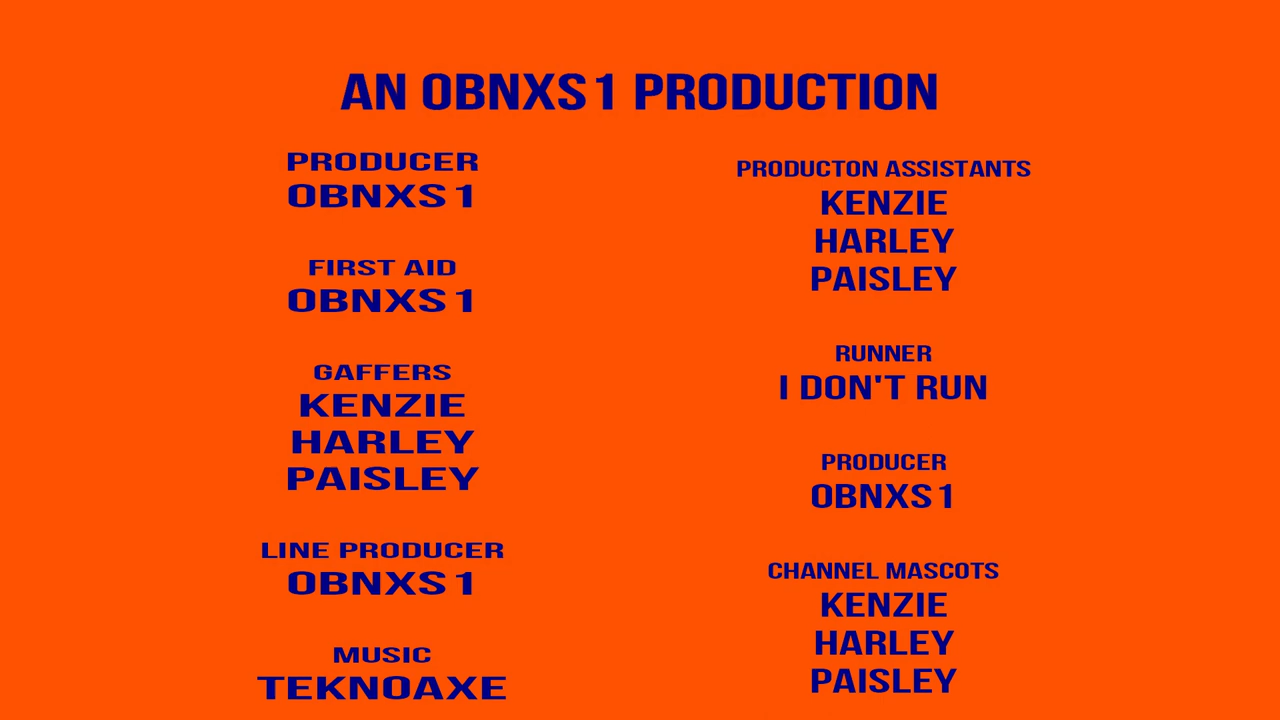 AN OBNXS1 PRODUCTION
PRODUCER
OBNXS1
FIRST AID
OBNXS1
GAFFERS
KENZIE
HARLEY
PAISLEY
LINE PRODUCER
OBNXS1
MUSIC
TEKNOAXE
PRODUCTON ASSISTANTS
KENZIE
HARLEY
PAISLEY
RUNNER
I DON'T RUN
PRODUCER
OBNXS1
CHANNEL MASCOTS
KENZIE
HARLEY
PAISLEY